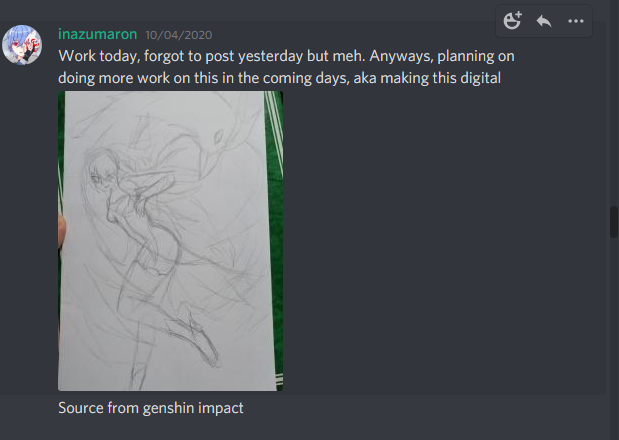 inazumaron 10/04/2020
Work today, forgot to post yesterday but meh. Anyways, planning on
doing more work on this in the coming days, aka making this digital
Source from genshin impact